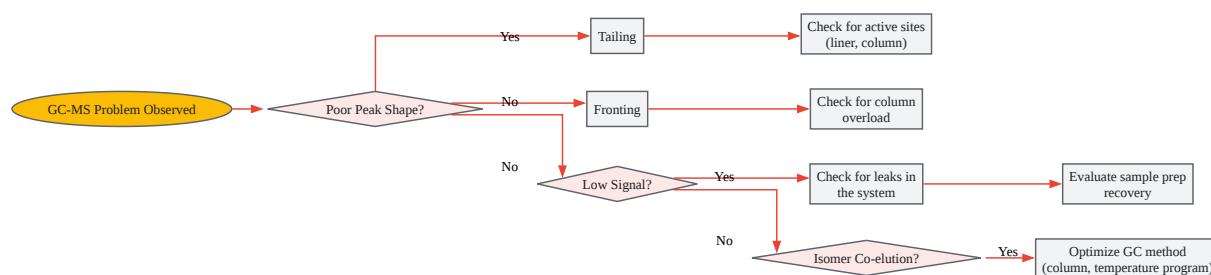 Yes
Tailing
Check for active sites
(liner, column)
GC-MS Problem Observed
Poor Peak Shape?
No
Fronting
Check for column
overload
No
Low Signal?
Yes
Check for leaks in
the system
Evaluate sample prep
recovery
No
Isomer Co-elution?
Yes
Optimize GC method
(column, temperature program)